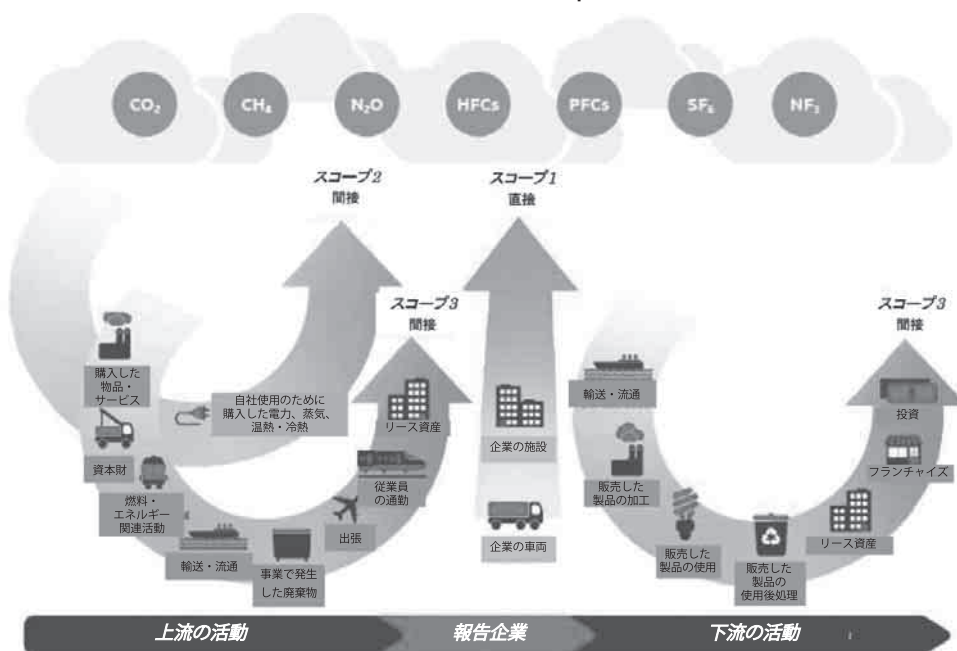 CO₂
CH₄
N₂O
HFCs
PFCs
SF₆
NF₃
スコープ2
間接
スコープ1
直接
スコープ3
間接
スコープ3
間接
購入した
物品・
サービス
資本財
燃料・
エネルギー
関連活動
自社使用のために
購入した電力、蒸気、
温熱・冷熱
輸送・流通
事業で発生
した廃棄物
出張
従業員
の通勤
リース資産
企業の施設
企業の車両
輸送・流通
販売した
製品の加工
販売した
製品の使用
販売した
製品の
使用後処理
リース資産
フランチャイズ
投資
上流の活動
報告企業
下流の活動